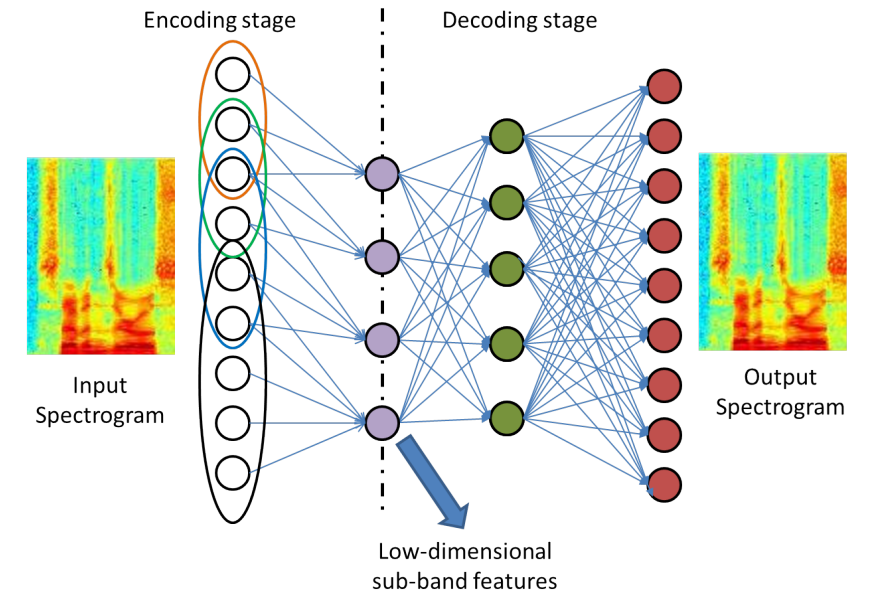 Encoding stage
Decoding stage
Input
Spectrogram
Output
Spectrogram
Low-dimensional
sub-band features